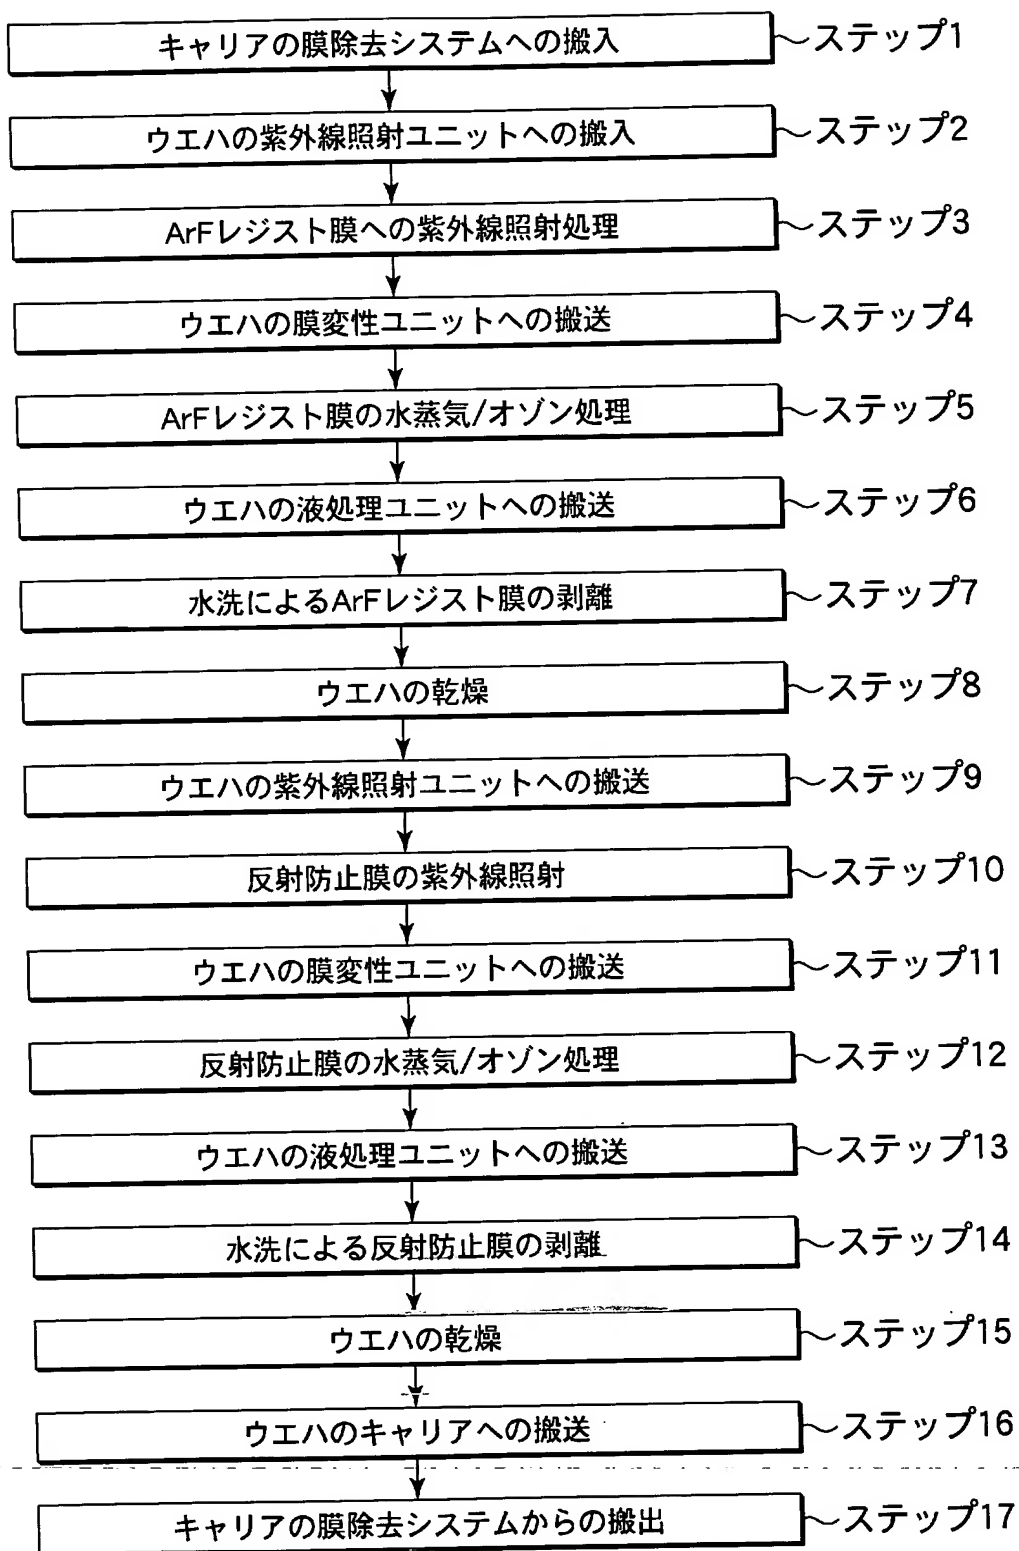 キャリアの膜除去システムへの搬入 ステップ1
ウエハの紫外線照射ユニットへの搬入 ステップ2
ArFレジスト膜への紫外線照射処理 ステップ3
ウエハの膜変性ユニットへの搬送 ステップ4
ArFレジスト膜の水蒸気/オゾン処理 ステップ5
ウエハの液処理ユニットへの搬送 ステップ6
水洗によるArFレジスト膜の剥離 ステップ7
ウエハの乾燥 ステップ8
ウエハの紫外線照射ユニットへの搬送 ステップ9
反射防止膜の紫外線照射 ステップ10
ウエハの膜変性ユニットへの搬送 ステップ11
反射防止膜の水蒸気/オゾン処理 ステップ12
ウエハの液処理ユニットへの搬送 ステップ13
水洗による反射防止膜の剥離 ステップ14
ウエハの乾燥 ステップ15
ウエハのキャリアへの搬送 ステップ16
キャリアの膜除去システムからの搬出 ステップ17